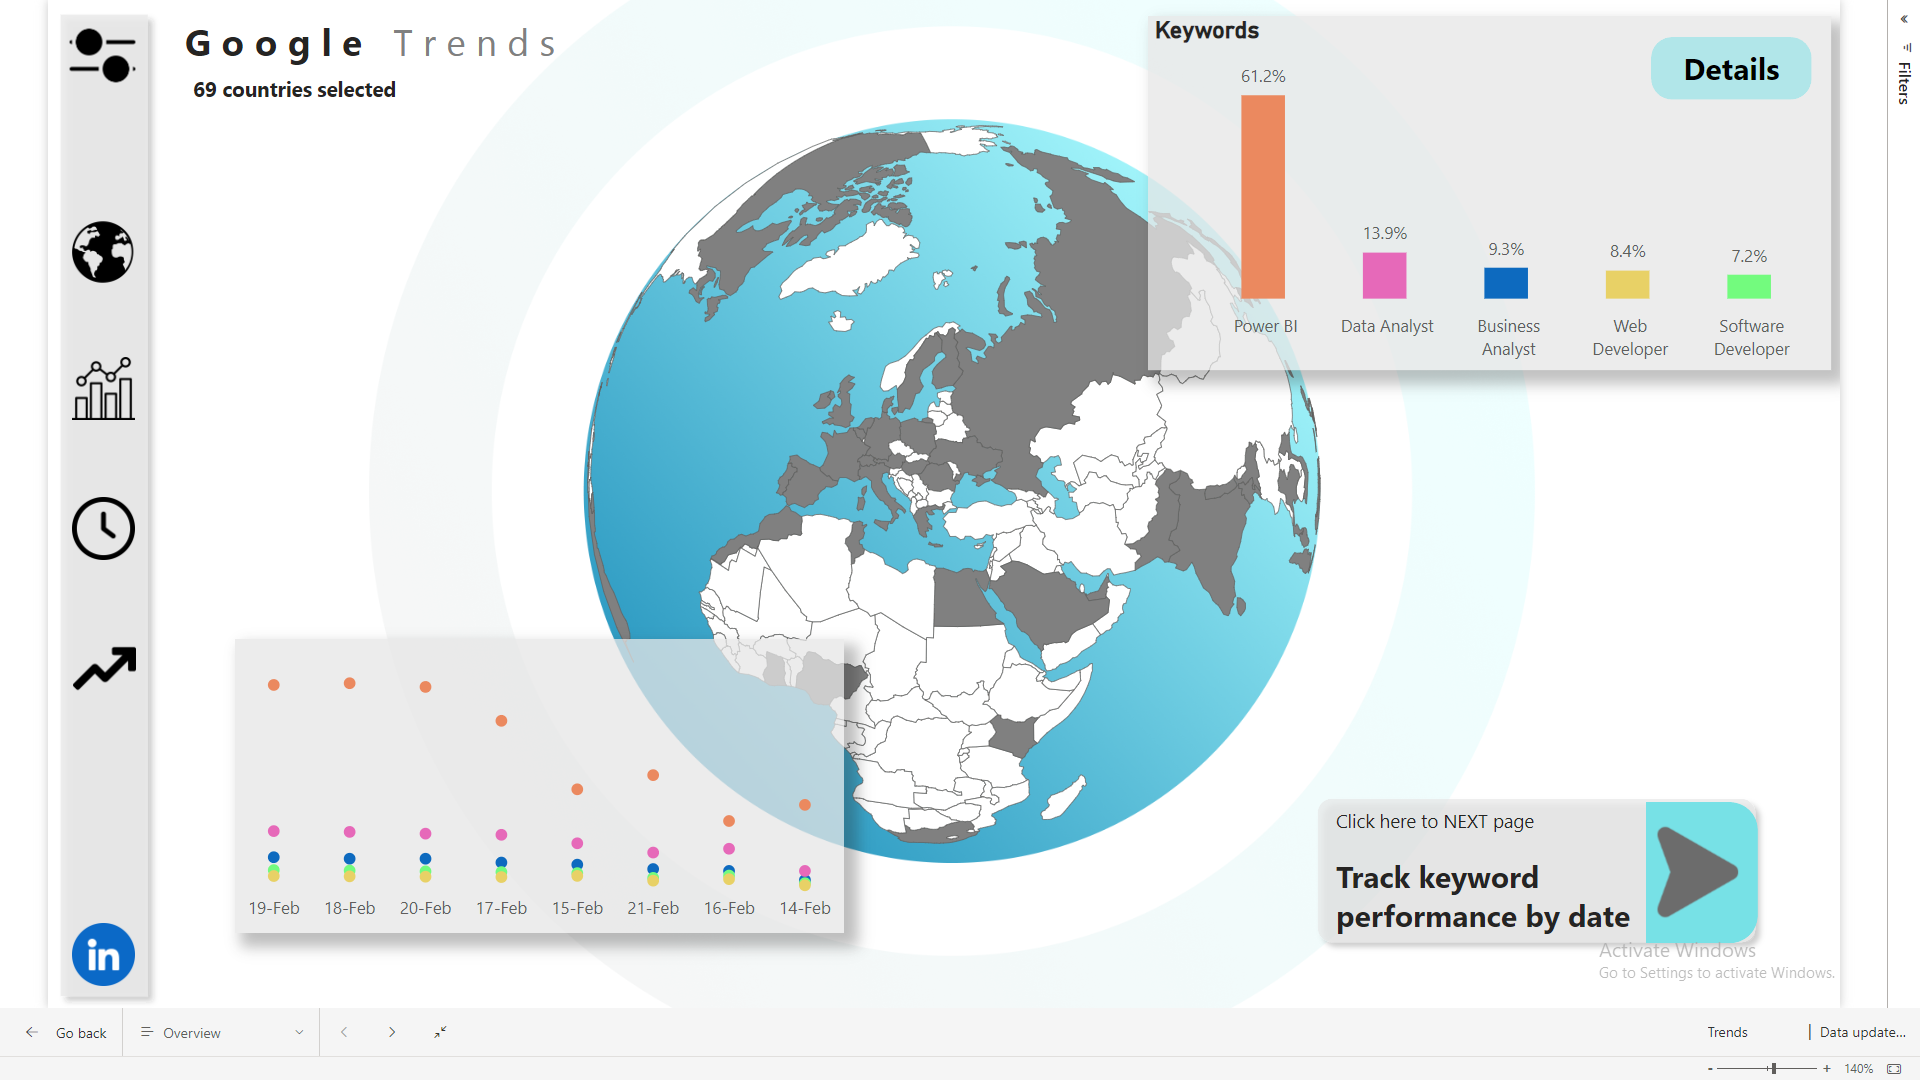 Google Trends
69 countries selected
Keywords
Details
61.2%
13.9%
9.3%
8.4%
7.2%
Power BI
Data Analyst
Business
Analyst
Web
Developer
Software
Developer
Filters
19-Feb
18-Feb
20-Feb
17-Feb
15-Feb
21-Feb
16-Feb
14-Feb
in
Click here to NEXT page
Track keyword
performance by date
Activate Windows
Go to Settings to activate Windows.
Go back
Overview
Trends
Data update...
140%